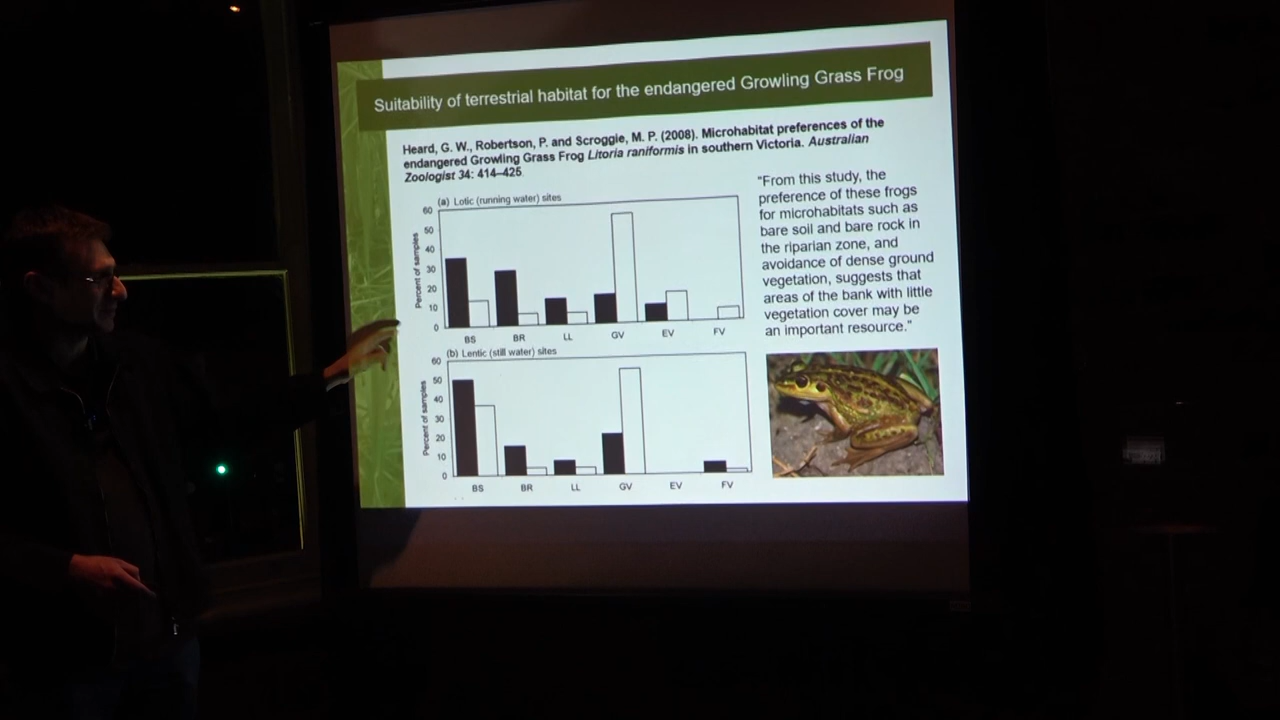 Suitability of terrestrial habitat for the endangered Growling Grass Frog
Heard, G. W., Robertson, P. and Scroggie, M. P. (2008). Microhabitat preferences of the
endangered Growling Grass Frog Litoria raniformis in southern Victoria. Australian
Zoologist 34: 414–425
(a) Lotic (running water) sites
Percent of samples
60
50
40
30
20
10
0
BS BR LL GV EV FV
(b) Lentic (still water) sites
Percent of samples
60
50
40
30
20
10
0
BS BR LL GV EV FV
“From this study, the
preference of these frogs
for microhabitats such as
bare soil and bare rock in
the riparian zone, and
avoidance of dense ground
vegetation, suggests that
areas of the bank with little
vegetation cover may be
an important resource.”